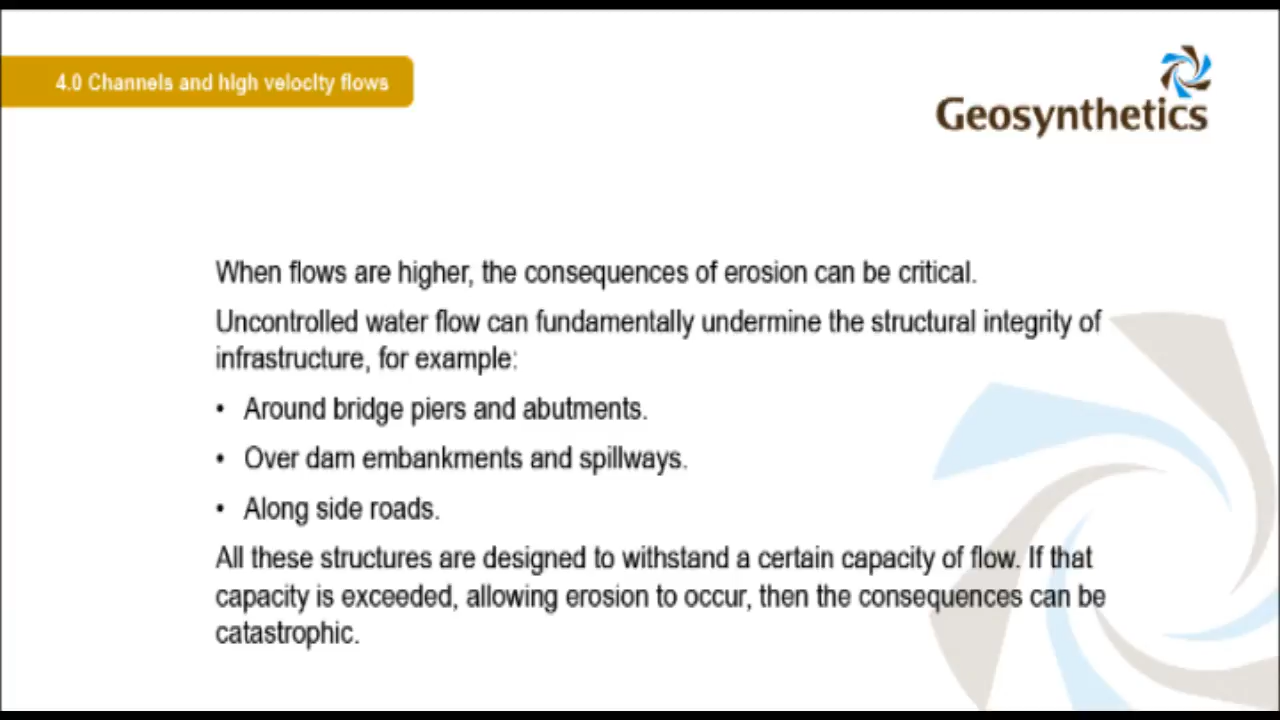 4.0 Channels and high velocity flows
Geosynthetics
When flows are higher, the consequences of erosion can be critical.
Uncontrolled water flow can fundamentally undermine the structural integrity of
infrastructure, for example:
• Around bridge piers and abutments.
• Over dam embankments and spillways.
• Along side roads.
All these structures are designed to withstand a certain capacity of flow. If that
capacity is exceeded, allowing erosion to occur, then the consequences can be
catastrophic.